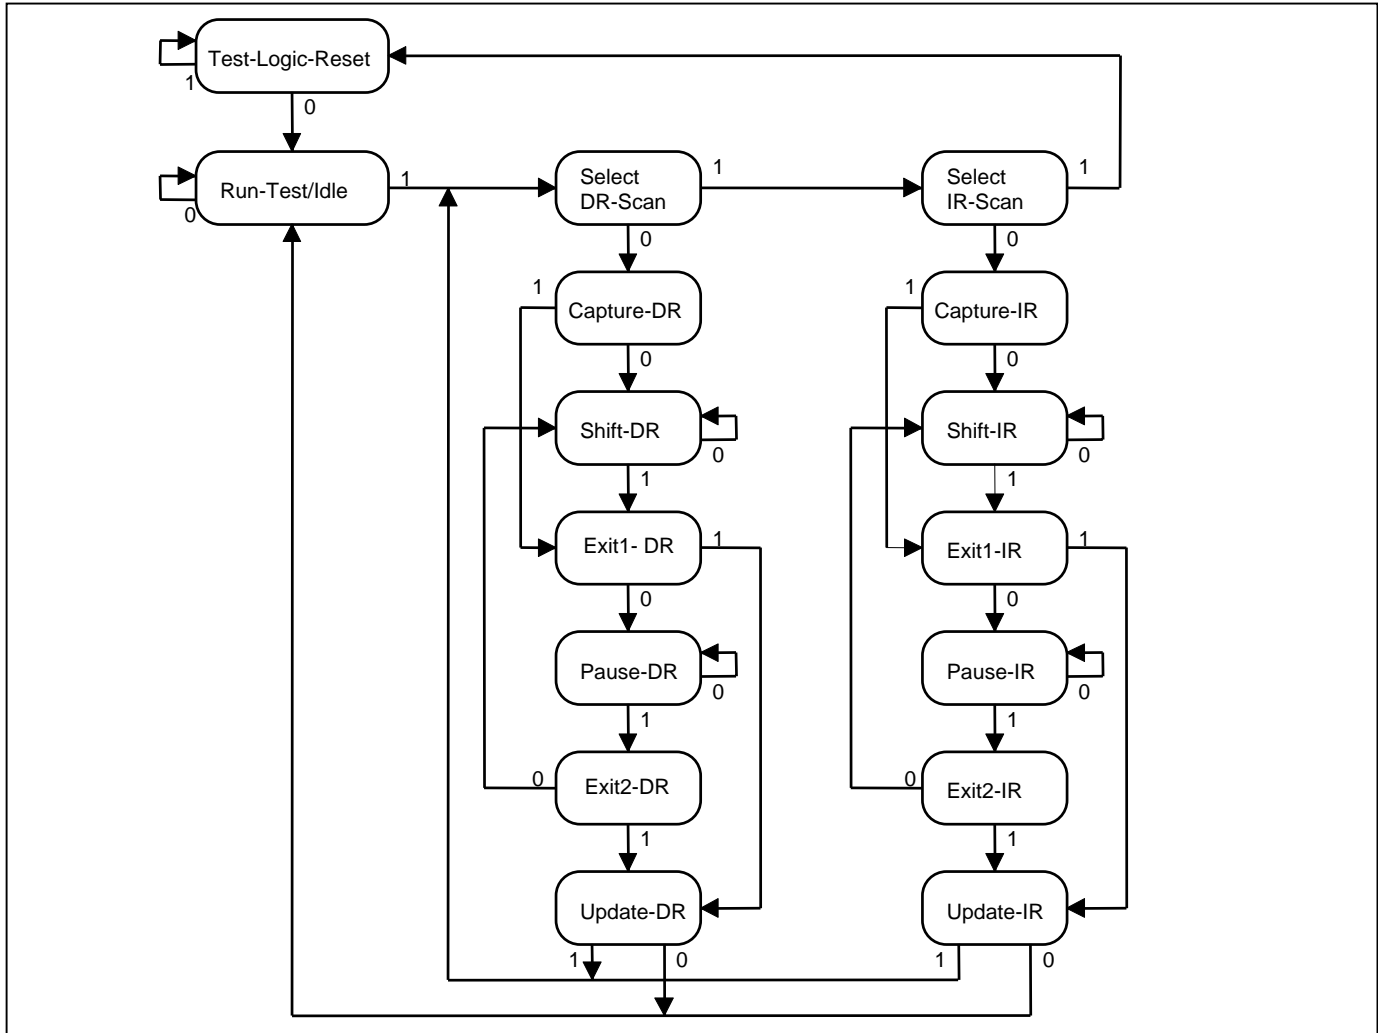 Test-Logic-Reset
1
0
Run-Test/Idle
0
1
Select
DR-Scan
1
0
Select
IR-Scan
1
0
1
Capture-DR
0
1
Capture-IR
0
Shift-DR
0
1
Shift-IR
0
1
Exit1- DR
1
0
Exit1-IR
1
0
Pause-DR
0
1
Pause-IR
0
1
0
Exit2-DR
1
0
Exit2-IR
1
Update-DR
1
0
Update-IR
1
0